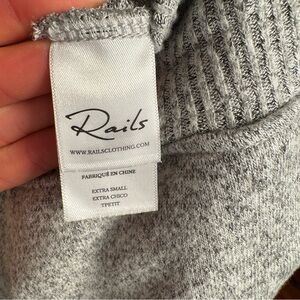 Rails
WWW.RAILSCLOTHING.COM
FABRIQUÉ EN CHINE
EXTRA SMALL
EXTRA CHICO
TPETIT